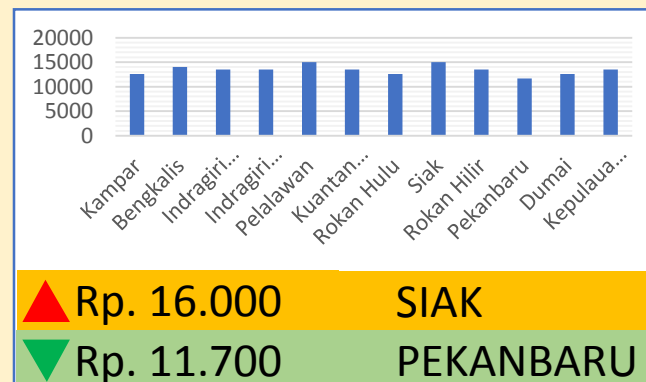 20000
15000
10000
5000
0
Kampar
Bengkalis
Indragiri...
Indragiri...
Pelalawan
Kuantan...
Rokan Hulu
Siak
Rokan Hilir
Pekanbaru
Dumai
Kepulaua...
Rp. 16.000 SIAK
Rp. 11.700 PEKANBARU